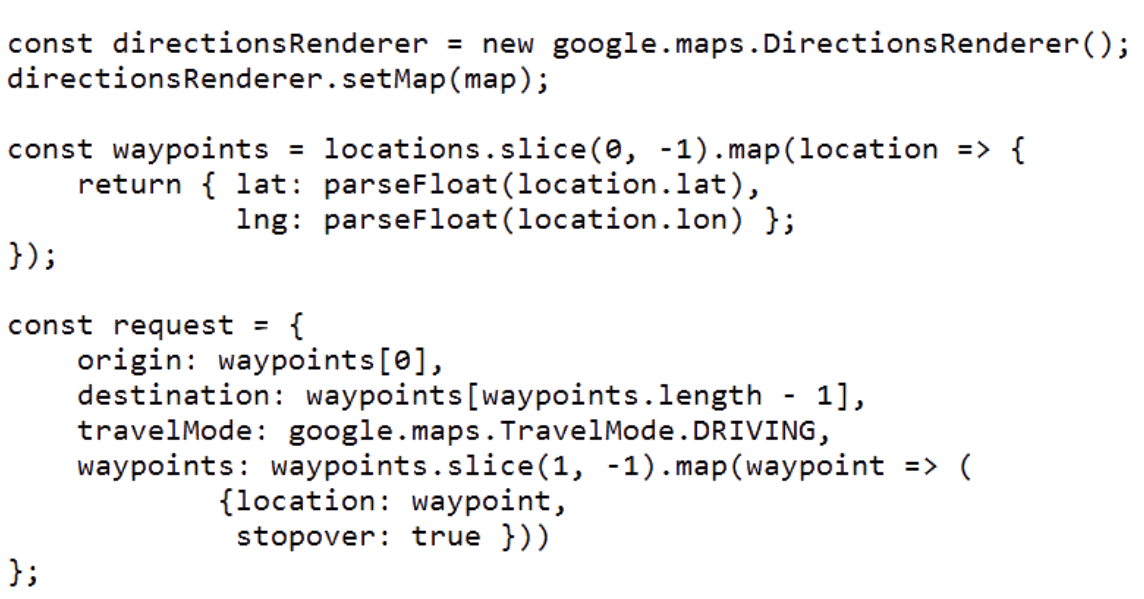 const directionsRenderer = new google.maps.DirectionsRenderer();
directionsRenderer.setMap(map);

const waypoints = locations.slice(0, -1).map(location => {
    return { lat: parseFloat(location.lat),
             lng: parseFloat(location.lon) };
});

const request = {
    origin: waypoints[0],
    destination: waypoints[waypoints.length - 1],
    travelMode: google.maps.TravelMode.DRIVING,
    waypoints: waypoints.slice(1, -1).map(waypoint => (
            {location: waypoint,
             stopover: true }))
};